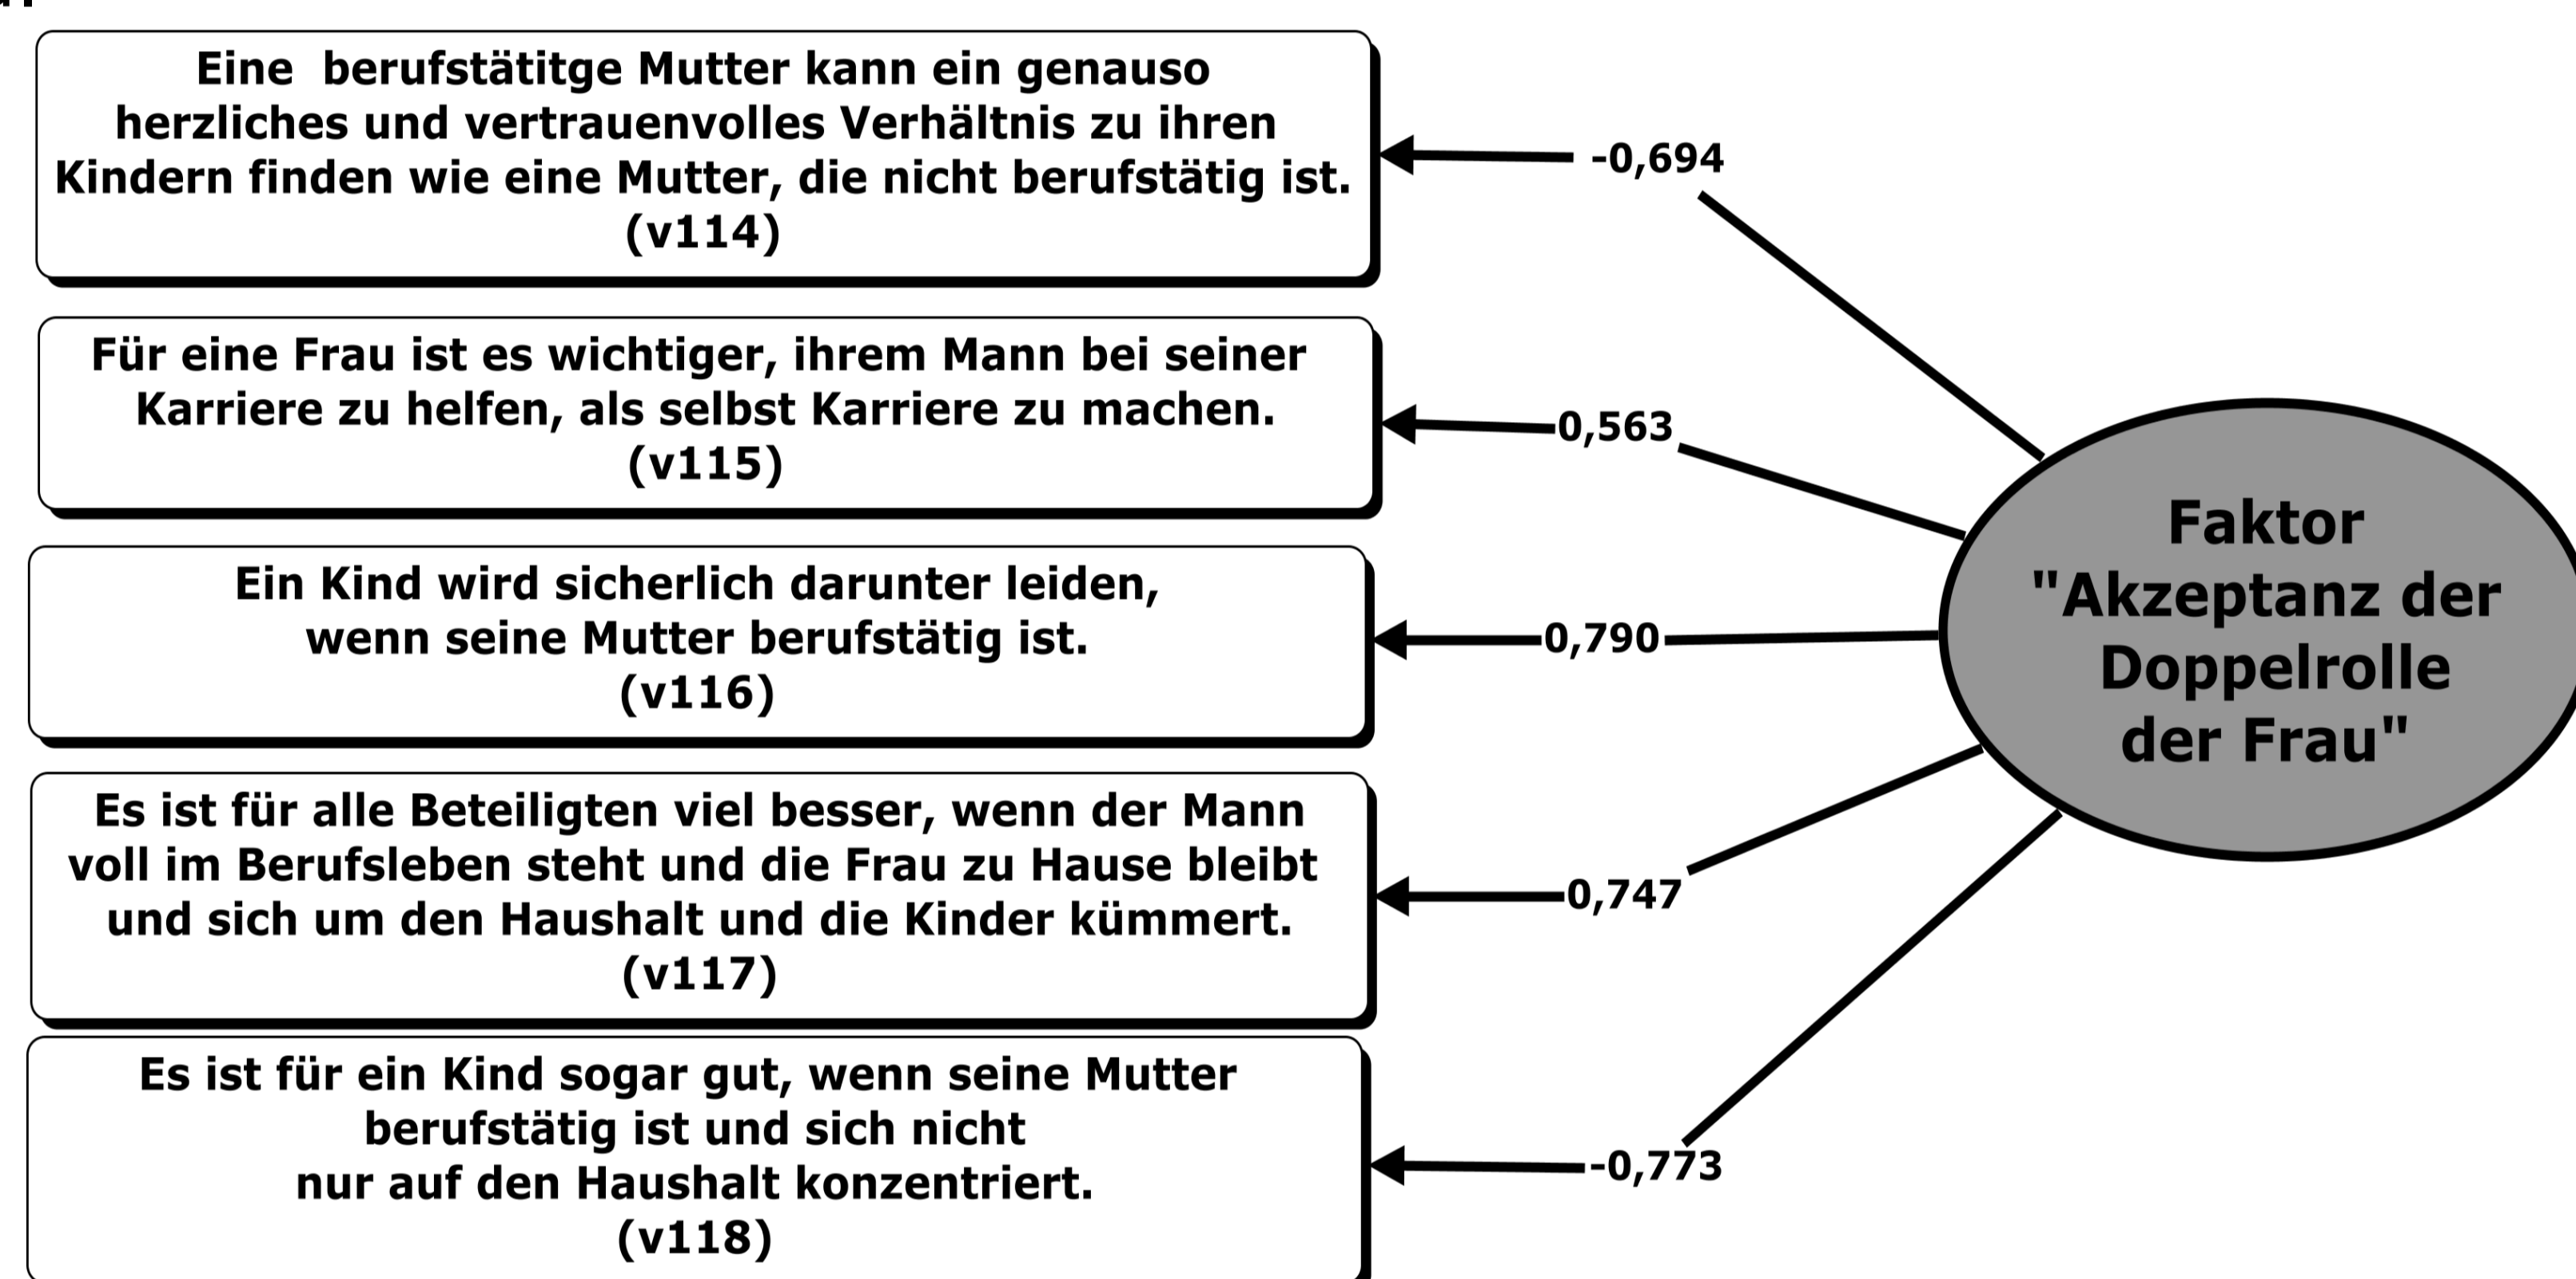 Eine berufstätitge Mutter kann ein genauso
herzliches und vertrauenvolles Verhältnis zu ihren
Kindern finden wie eine Mutter, die nicht berufstätig ist.
(v114)
-0,694
Für eine Frau ist es wichtiger, ihrem Mann bei seiner
Karriere zu helfen, als selbst Karriere zu machen.
(v115)
0,563
Ein Kind wird sicherlich darunter leiden,
wenn seine Mutter berufstätig ist.
(v116)
0,790
Es ist für alle Beteiligten viel besser, wenn der Mann
voll im Berufsleben steht und die Frau zu Hause bleibt
und sich um den Haushalt und die Kinder kümmert.
(v117)
0,747
Es ist für ein Kind sogar gut, wenn seine Mutter
berufstätig ist und sich nicht
nur auf den Haushalt konzentriert.
(v118)
-0,773
Faktor
"Akzeptanz der
Doppelrolle
der Frau"